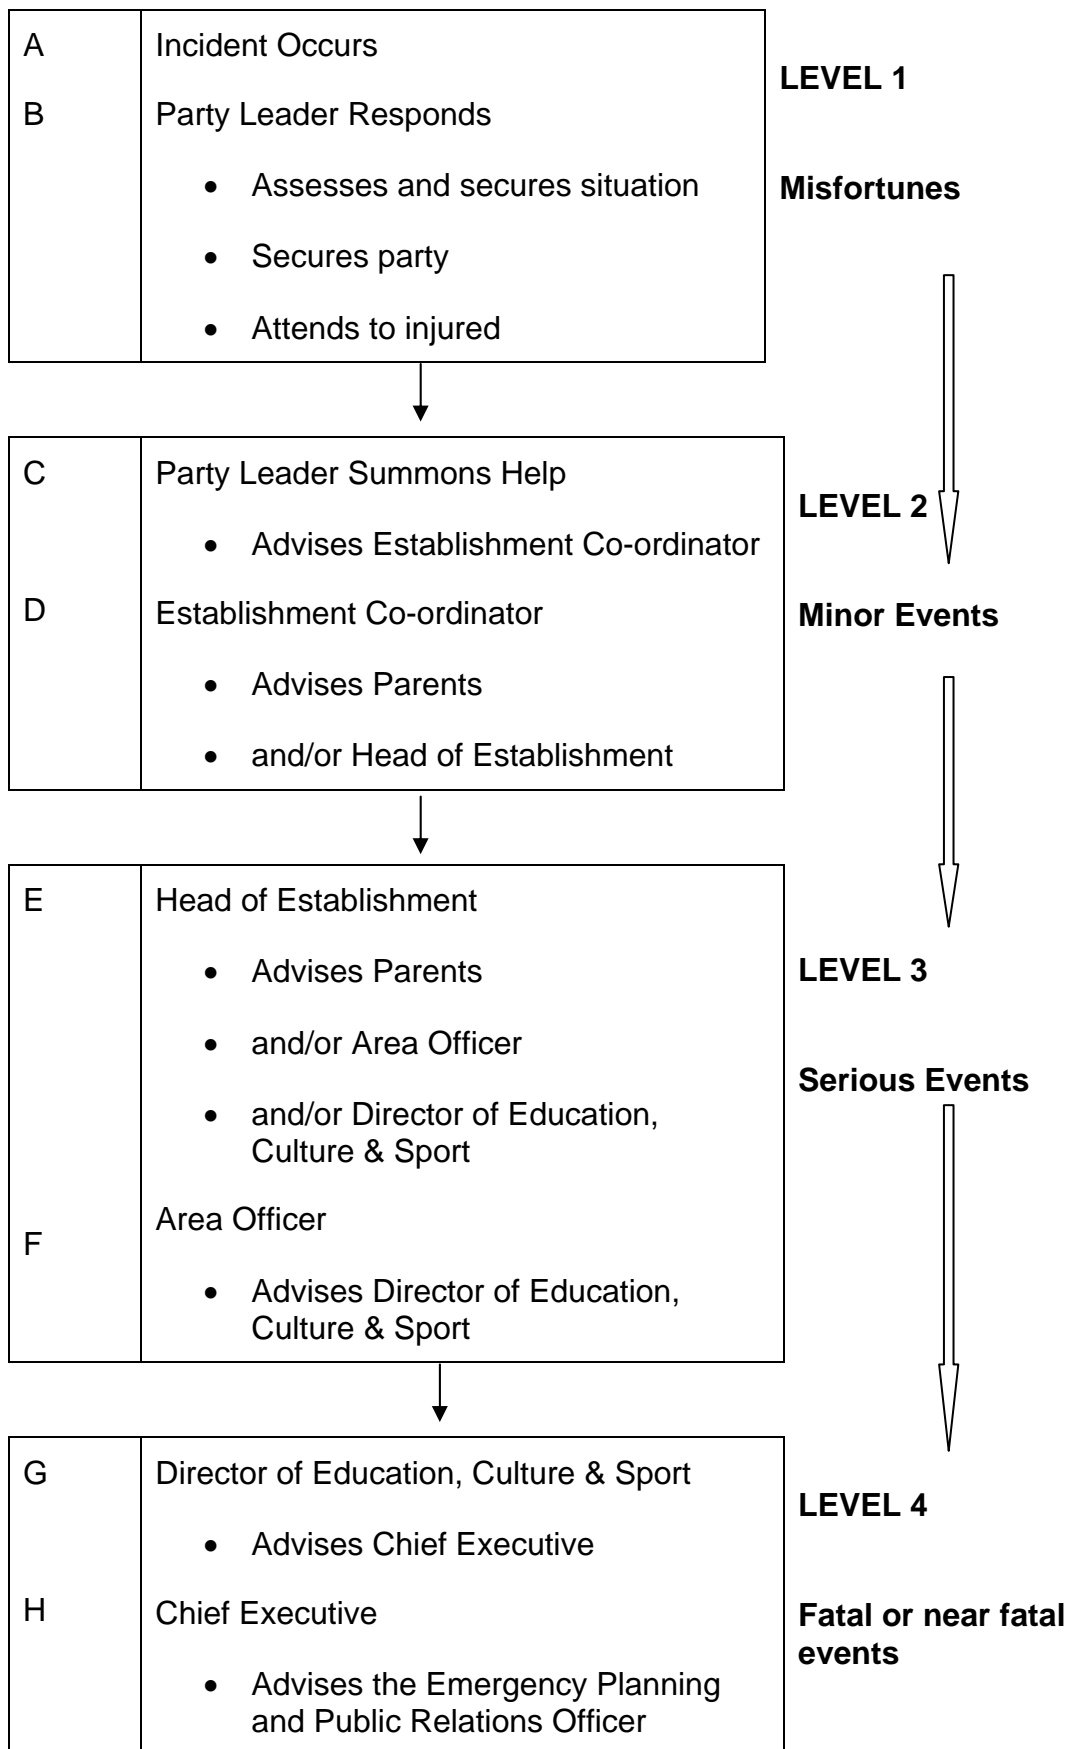 A Incident Occurs
LEVEL 1
B Party Leader Responds
• Assesses and secures situation
Misfortunes
• Secures party
• Attends to injured
C Party Leader Summons Help
LEVEL 2
• Advises Establishment Co-ordinator
D Establishment Co-ordinator
Minor Events
• Advises Parents
• and/or Head of Establishment
E Head of Establishment
• Advises Parents
LEVEL 3
• and/or Area Officer
Serious Events
• and/or Director of Education,
Culture & Sport
F Area Officer
• Advises Director of Education,
Culture & Sport
G Director of Education, Culture & Sport
LEVEL 4
• Advises Chief Executive
H Chief Executive
Fatal or near fatal
events
• Advises the Emergency Planning
and Public Relations Officer